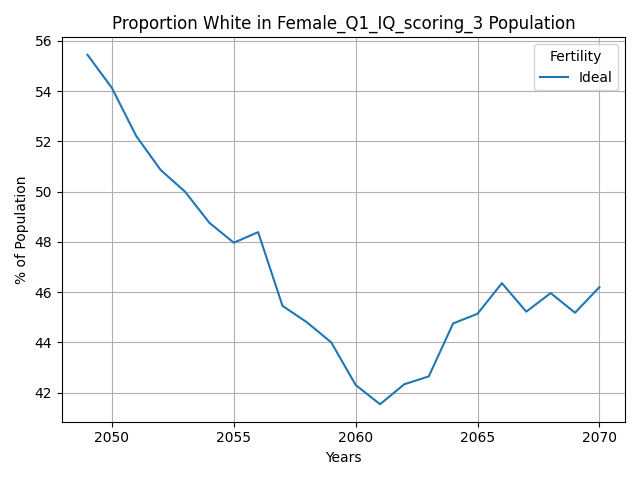 Proportion White in Female_Q1_IQ_scoring_3 Population
Fertility
Ideal
% of Population
56
54
52
50
48
46
44
42
2050
2055
2060
2065
2070
Years